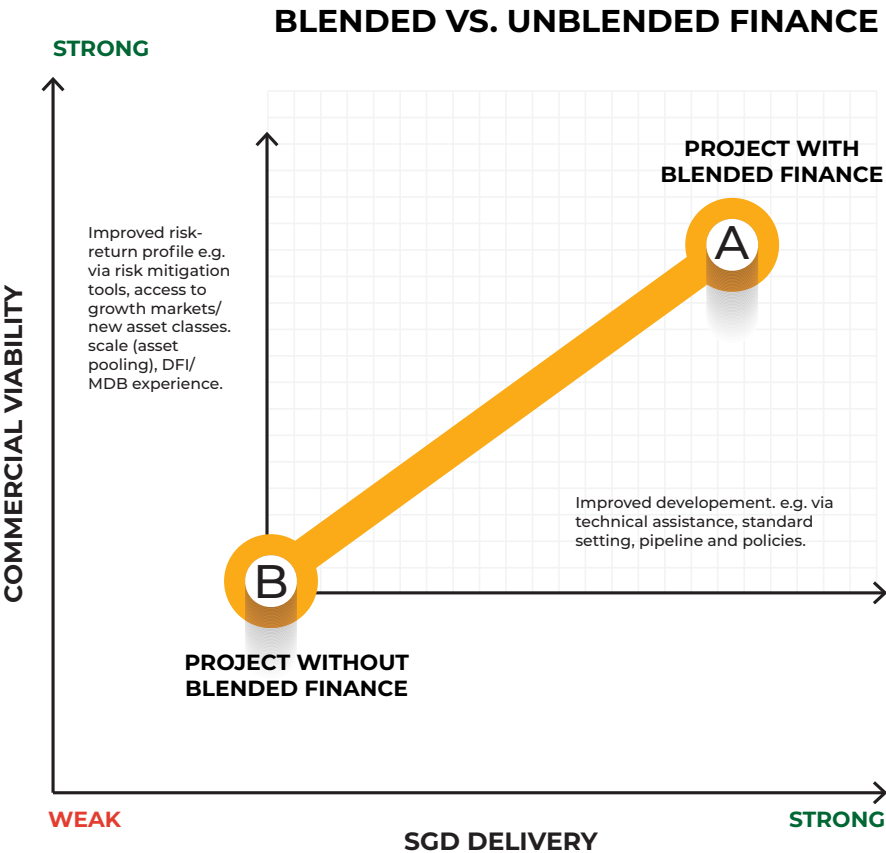 BLENDED VS. UNBLENDED FINANCE
STRONG
PROJECT WITH
BLENDED FINANCE
A
Improved risk-
return profile e.g.
via risk mitigation
tools, access to
growth markets/
new asset classes.
scale (asset
pooling), DFI/
MDB experience.
COMMERCIAL VIABILITY
Improved developement. e.g. via
technical assistance, standard
setting, pipeline and policies.
B
PROJECT WITHOUT
BLENDED FINANCE
WEAK
STRONG
SGD DELIVERY